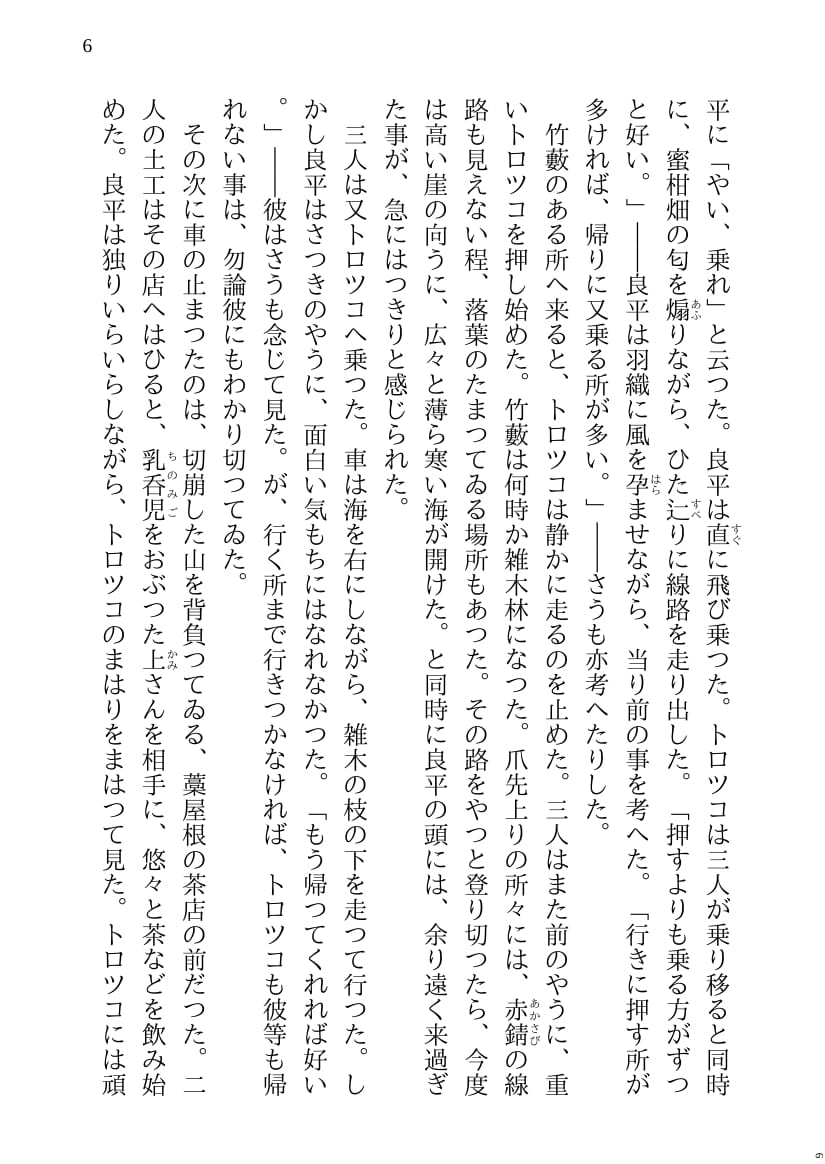 6
平に「やい、乗れ」と云つた。良平は直に飛び乗つた。トロツコは三人が乗り移ると同時
に、蜜柑畑の匂を煽りながら、ひた辷りに線路を走り出した。「押すよりも乗る方がずつ
と好い。」――良平は羽織に風を孕ませながら、当り前の事を考へた。「行きに押す所が
多ければ、帰りに又乗る所が多い。」――さうも亦考へたりした。
竹藪のある所へ来ると、トロツコは静かに走るのを止めた。三人はまた前のやうに、重
いトロツコを押し始めた。竹藪は何時か雑木林になつた。爪先上りの所々には、赤錆の線
路も見えない程、落葉のたまつてゐる場所もあつた。その路をやつと登り切つたら、今度
は高い崖の向うに、広々と薄ら寒い海が開けた。と同時に良平の頭には、余り遠く来過ぎ
た事が、急にはつきりと感じられた。
三人は又トロツコへ乗つた。車は海を右にしながら、雑木の枝の下を走つて行つた。し
かし良平はさつきのやうに、面白い気もちにはなれなかつた。「もう帰つてくれれば好い
。」――彼はさうも念じて見た。が、行く所まで行きつかなければ、トロツコも彼等も帰
れない事は、勿論彼にもわかり切つてゐた。
その次に車の止まつたのは、切崩した山を背負つてゐる、藁屋根の茶店の前だつた。二
人の土工はその店へはひると、乳呑児をおぶつた上さんを相手に、悠々と茶などを飲み始
めた。良平は独りいらいらしながら、トロツコのまはりをまはつて見た。トロツコには頑